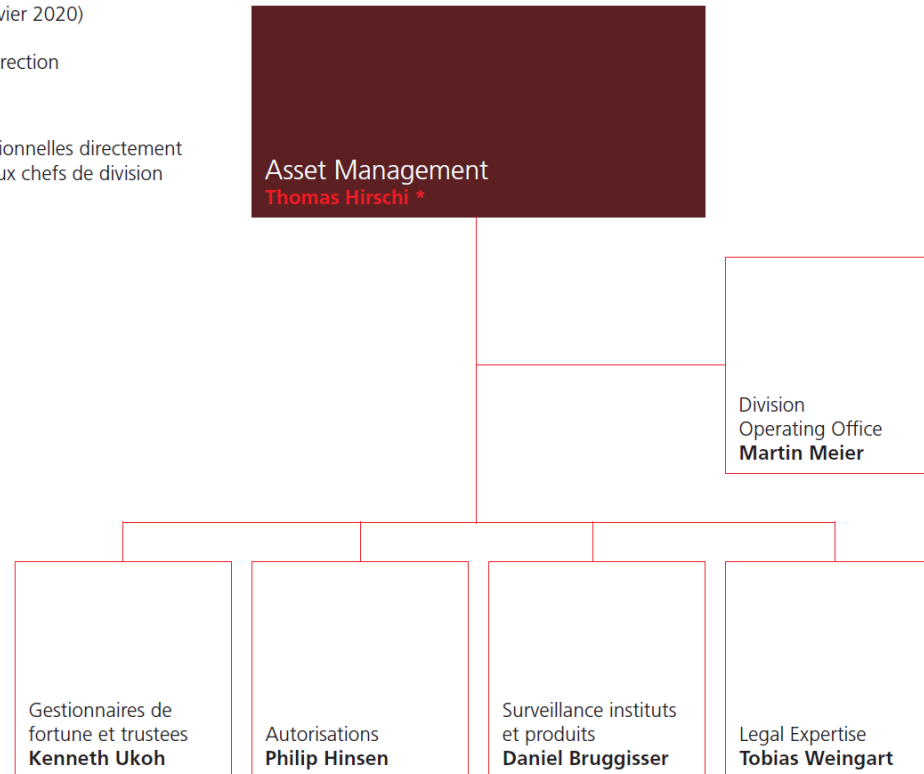 vier 2020)
rection
ionnelles directement
ux chefs de division
Asset Management
Thomas Hirschi *
Division
Operating Office
Martin Meier
Gestionnaires de
fortune et trustees
Kenneth Ukoh
Autorisations
Philip Hinsen
Surveillance instituts
et produits
Daniel Bruggisser
Legal Expertise
Tobias Weingart